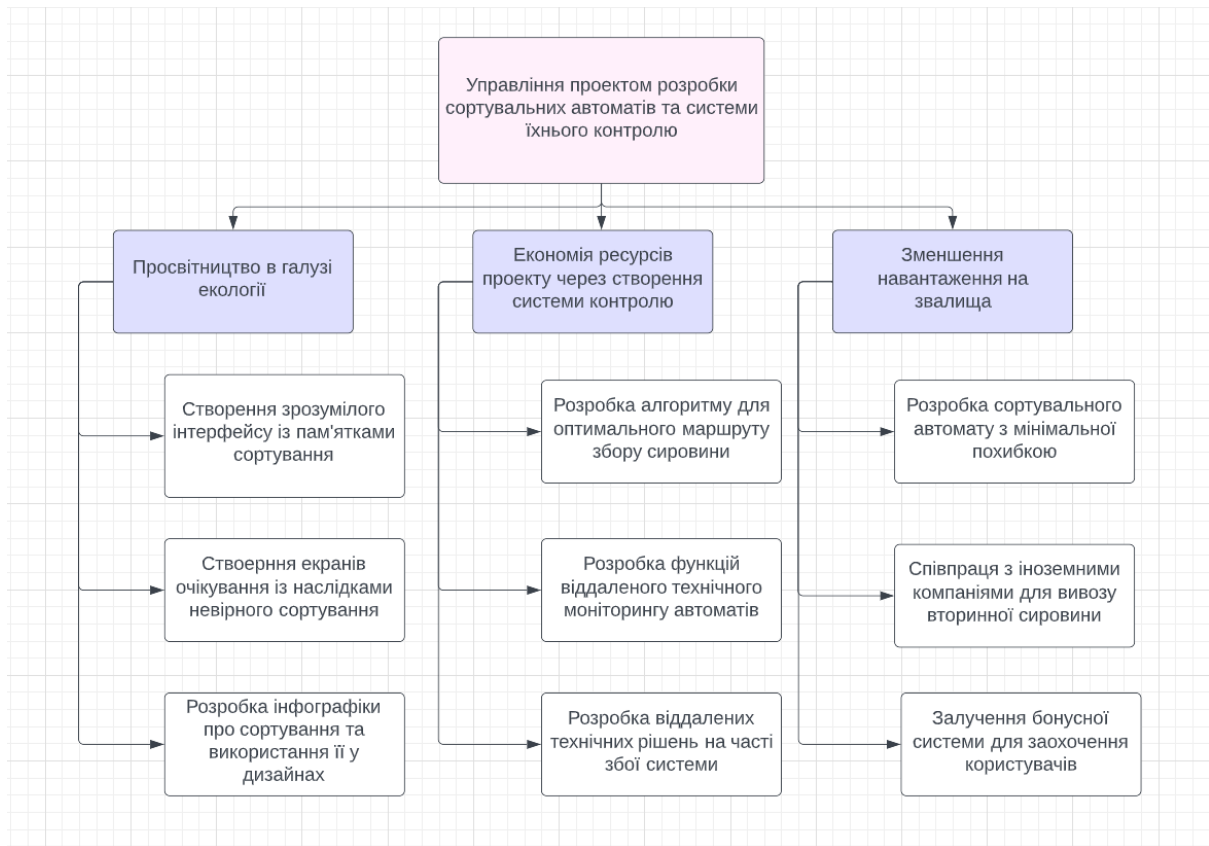 Управління проектом розробки
сортувальних автоматів та системи
їхнього контролю
Просвітництво в галузі
екології
Економія ресурсів
проекту через створення
системи контролю
Зменшення
навантаження на
звалища
Створення зрозумілого
інтерфейсу із пам'ятками
сортування
Розробка алгоритму для
оптимального маршруту
збору сировини
Розробка сортувального
автомату з мінімальної
похибкою
Ствоерння екранів
очікування із наслідками
невірного сортування
Розробка функцій
віддаленого технічного
моніторингу автоматів
Співпраця з іноземними
компаніями для вивозу
вторинної сировини
Розробка інфографіки
про сортування та
використання її у
дизайнах
Розробка віддалених
технічних рішень на часті
збої системи
Залучення бонусної
системи для заохочення
користувачів